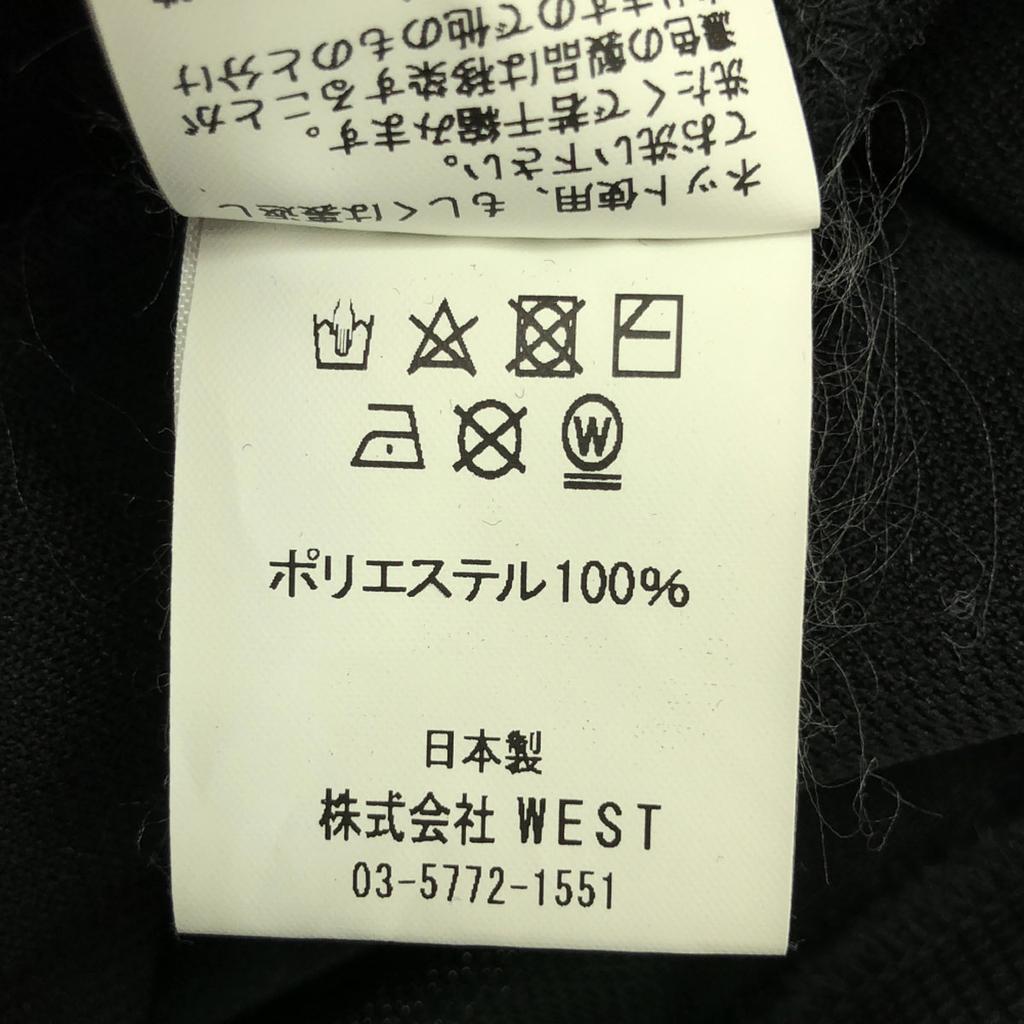 りますので他のものと分け
濃色の製品は移染することが
洗たくで若干縮みます。
てお洗い下さい。
ネット使用、もしくは裏返し
W
ポリエステル100%
日本製
株式会社 WEST
03-5772-1551